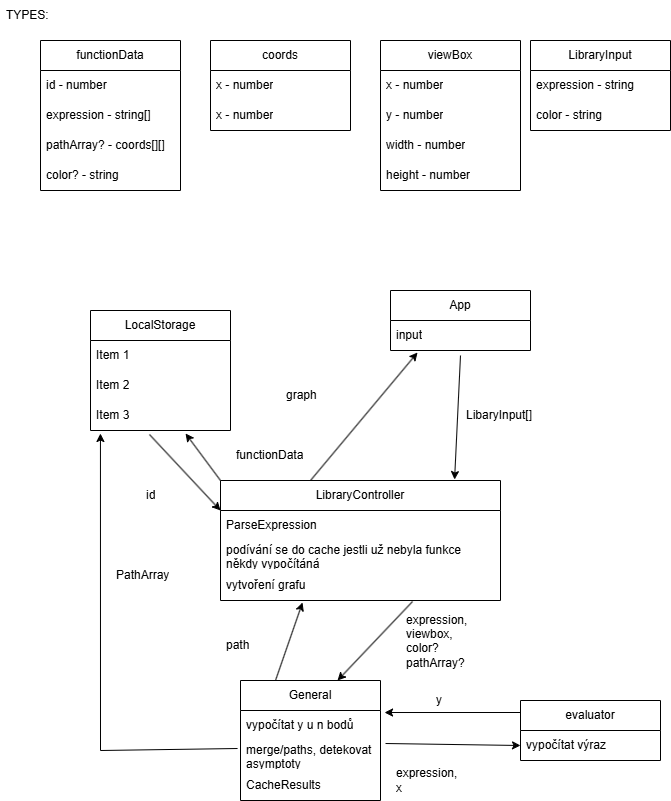 TYPES:
functionData
id - number
expression - string[]
pathArray? - coords[][]
color? - string
coords
x - number
x - number
viewBox
x - number
y - number
width - number
height - number
LibraryInput
expression - string
color - string
App
input
LocalStorage
Item 1
Item 2
Item 3
graph
LibaryInput[]
functionData
id
LibraryController
ParseExpression
podívání se do cache jestli už nebyla funkce
někdy vypočítáná
vytvoření grafu
PathArray
path
expression,
viewbox,
color?
pathArray?
General
vypočítat y u n bodů
merge/paths, detekovat
asymptoty
CacheResults
y
evaluator
vypočítat výraz
expression,
x